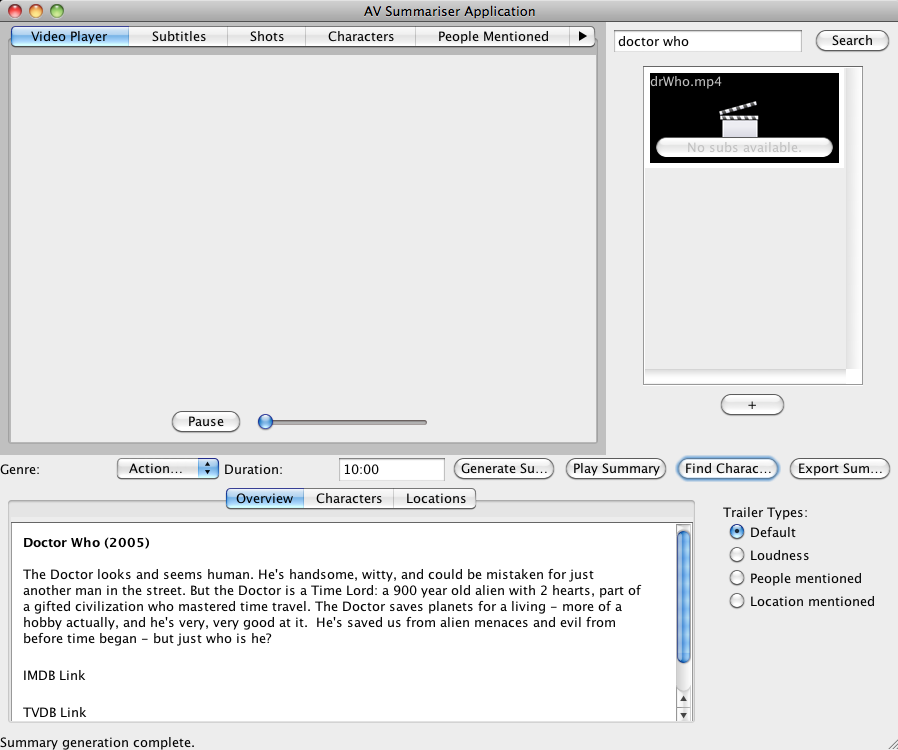 AV Summariser Application
Video Player Subtitles Shots Characters People Mentioned
doctor who Search
drWho.mp4
No subs available.
+
Pause
Genre: Action... Duration: 10:00 Generate Su... Play Summary Find Charac... Export Sum...
Overview Characters Locations
Trailer Types:
Default
Loudness
People mentioned
Location mentioned
Doctor Who (2005)
The Doctor looks and seems human. He's handsome, witty, and could be mistaken for just
another man in the street. But the Doctor is a Time Lord: a 900 year old alien with 2 hearts, part of
a gifted civilization who mastered time travel. The Doctor saves planets for a living – more of a
hobby actually, and he's very, very good at it.  He's saved us from alien menaces and evil from
before time began – but just who is he?
IMDB Link
TVDB Link
Summary generation complete.